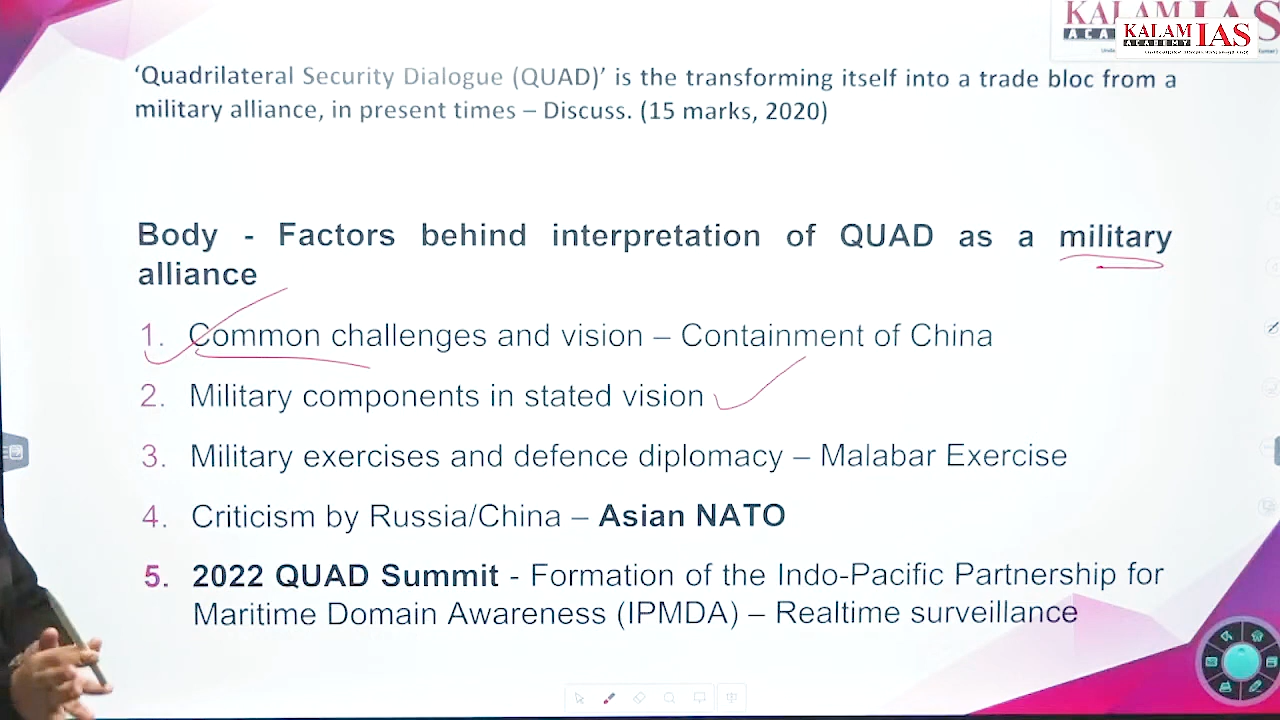 KALAM IAS
ACADEMY
KALAM IAS
ACADEMY
‘Quadrilateral Security Dialogue (QUAD)’ is the transforming itself into a trade bloc from a
military alliance, in present times – Discuss. (15 marks, 2020)
Body - Factors behind interpretation of QUAD as a military
alliance
1. Common challenges and vision – Containment of China
2. Military components in stated vision
3. Military exercises and defence diplomacy – Malabar Exercise
4. Criticism by Russia/China – Asian NATO
5. 2022 QUAD Summit - Formation of the Indo-Pacific Partnership for
Maritime Domain Awareness (IPMDA) – Realtime surveillance